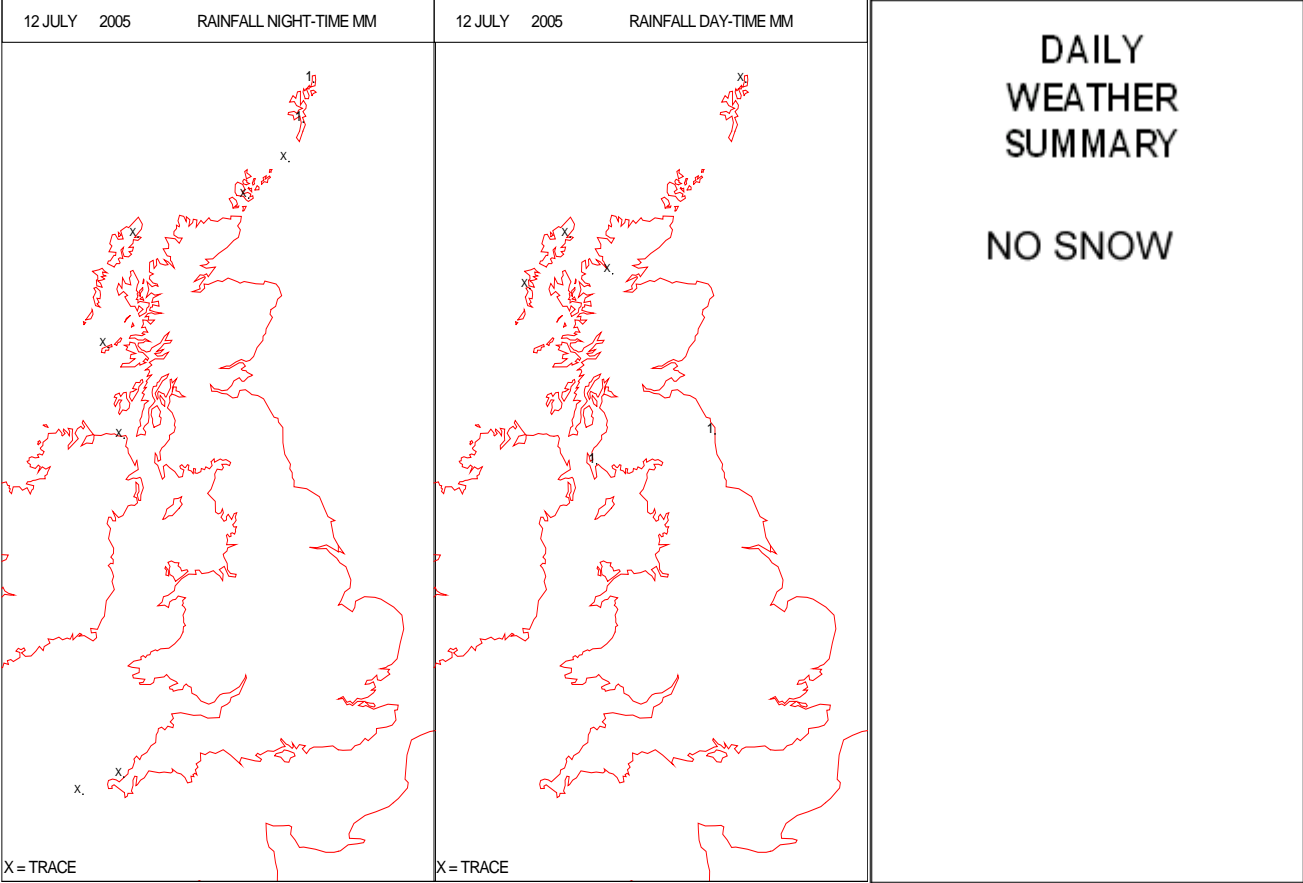 12 JULY 2005 RAINFALL NIGHT-TIME MM
1
1
X
X
X
X
X
X
X
X = TRACE
12 JULY 2005 RAINFALL DAY-TIME MM
X
X
X
X
1
1
X = TRACE
DAILY
WEATHER
SUMMARY
NO SNOW